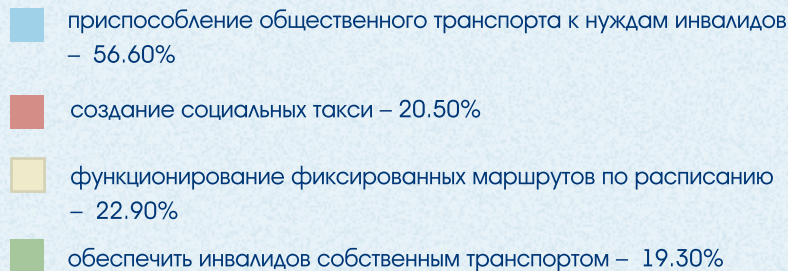 приспособление общественного транспорта к нуждам инвалидов
– 56.60%
создание социальных такси – 20.50%
функционирование фиксированных маршрутов по расписанию
– 22.90%
обеспечить инвалидов собственным транспортом – 19.30%